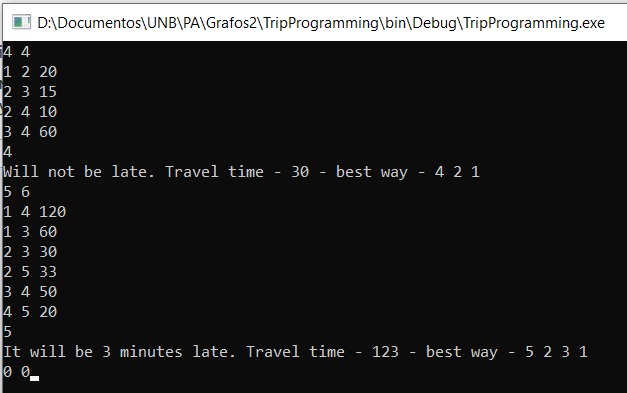 D:\Documentos\UNB\PA\Grafos2\TripProgramming\bin\Debug\TripProgramming.exe
4 4
1 2 20
2 3 15
2 4 10
3 4 60
4
Will not be late. Travel time - 30 - best way - 4 2 1
5 6
1 4 120
1 3 60
2 3 30
2 5 33
3 4 50
4 5 20
5
It will be 3 minutes late. Travel time - 123 - best way - 5 2 3 1
0 0